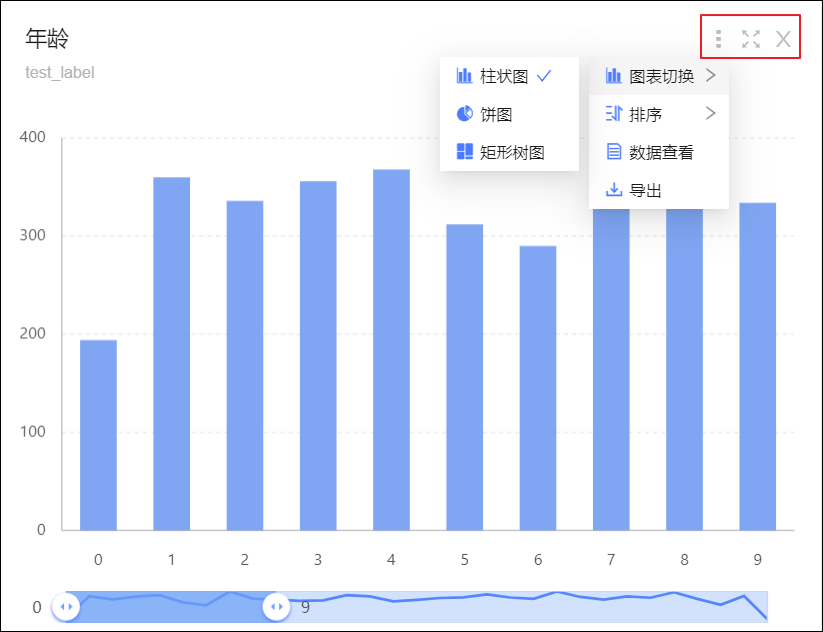 年龄
test_label
柱状图
饼图
矩形树图
图表切换
排序
数据查看
导出
400
300
200
100
0
0 1 2 3 4 5 6 7 8 9
0 9